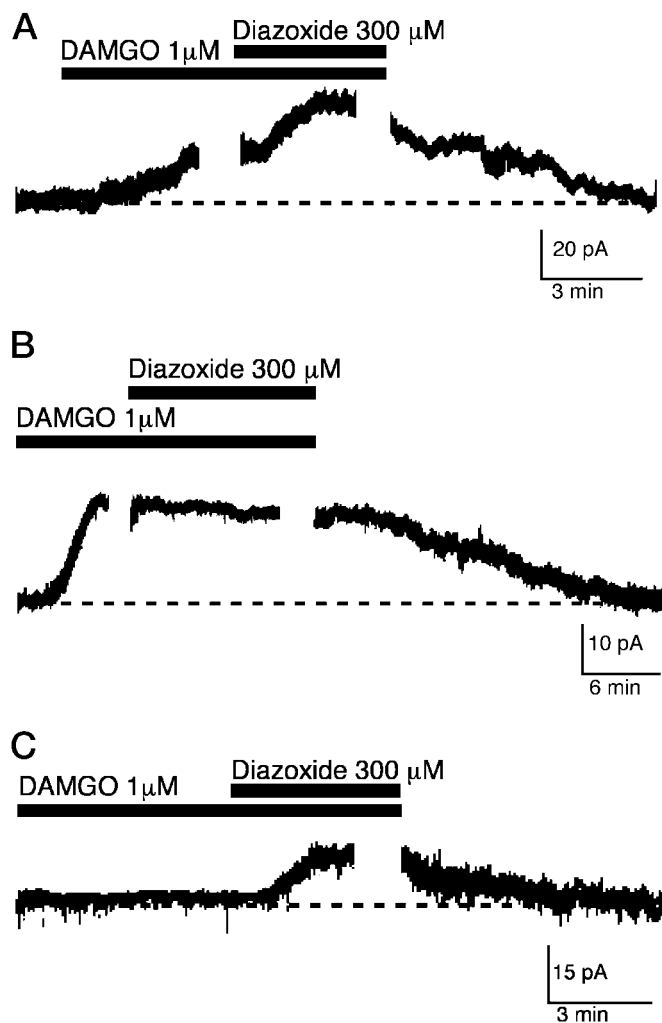 A
Diazoxide 300 μM
DAMGO 1μM
20 pA
3 min
B
Diazoxide 300 μM
DAMGO 1μM
10 pA
6 min
C
Diazoxide 300 μM
DAMGO 1μM
15 pA
3 min